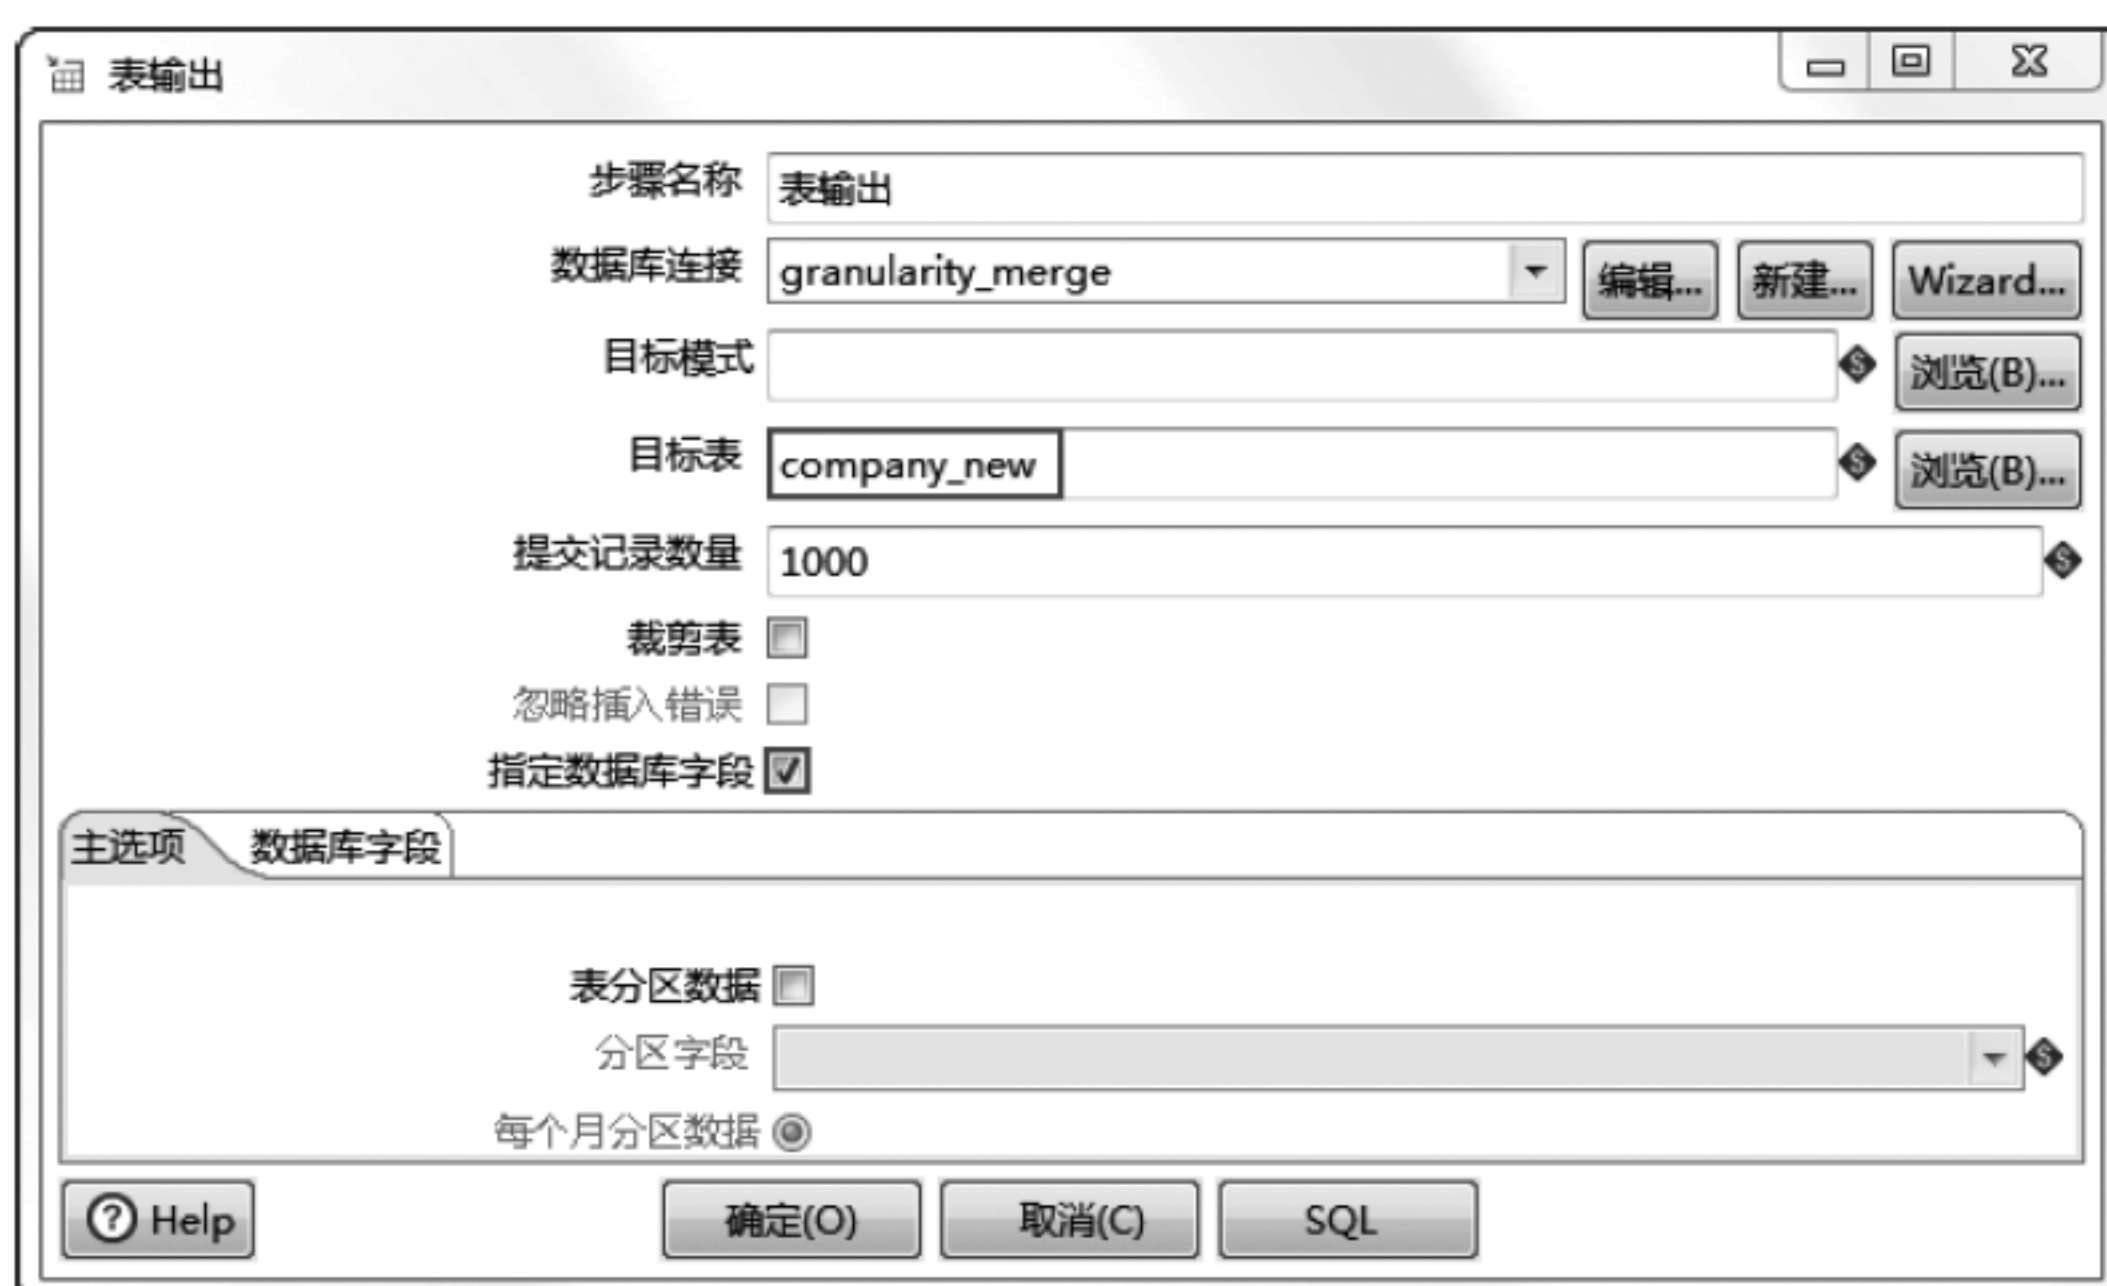 表输出
步骤名称 表输出
数据库连接 granularity_merge 编辑... 新建... Wizard...
目标模式 浏览(B)...
目标表 company_new 浏览(B)...
提交记录数量 1000
裁剪表
忽略插入错误
指定数据库字段
主选项 数据库字段
表分区数据
分区字段
每个月分区数据
Help 确定(O) 取消(C) SQL